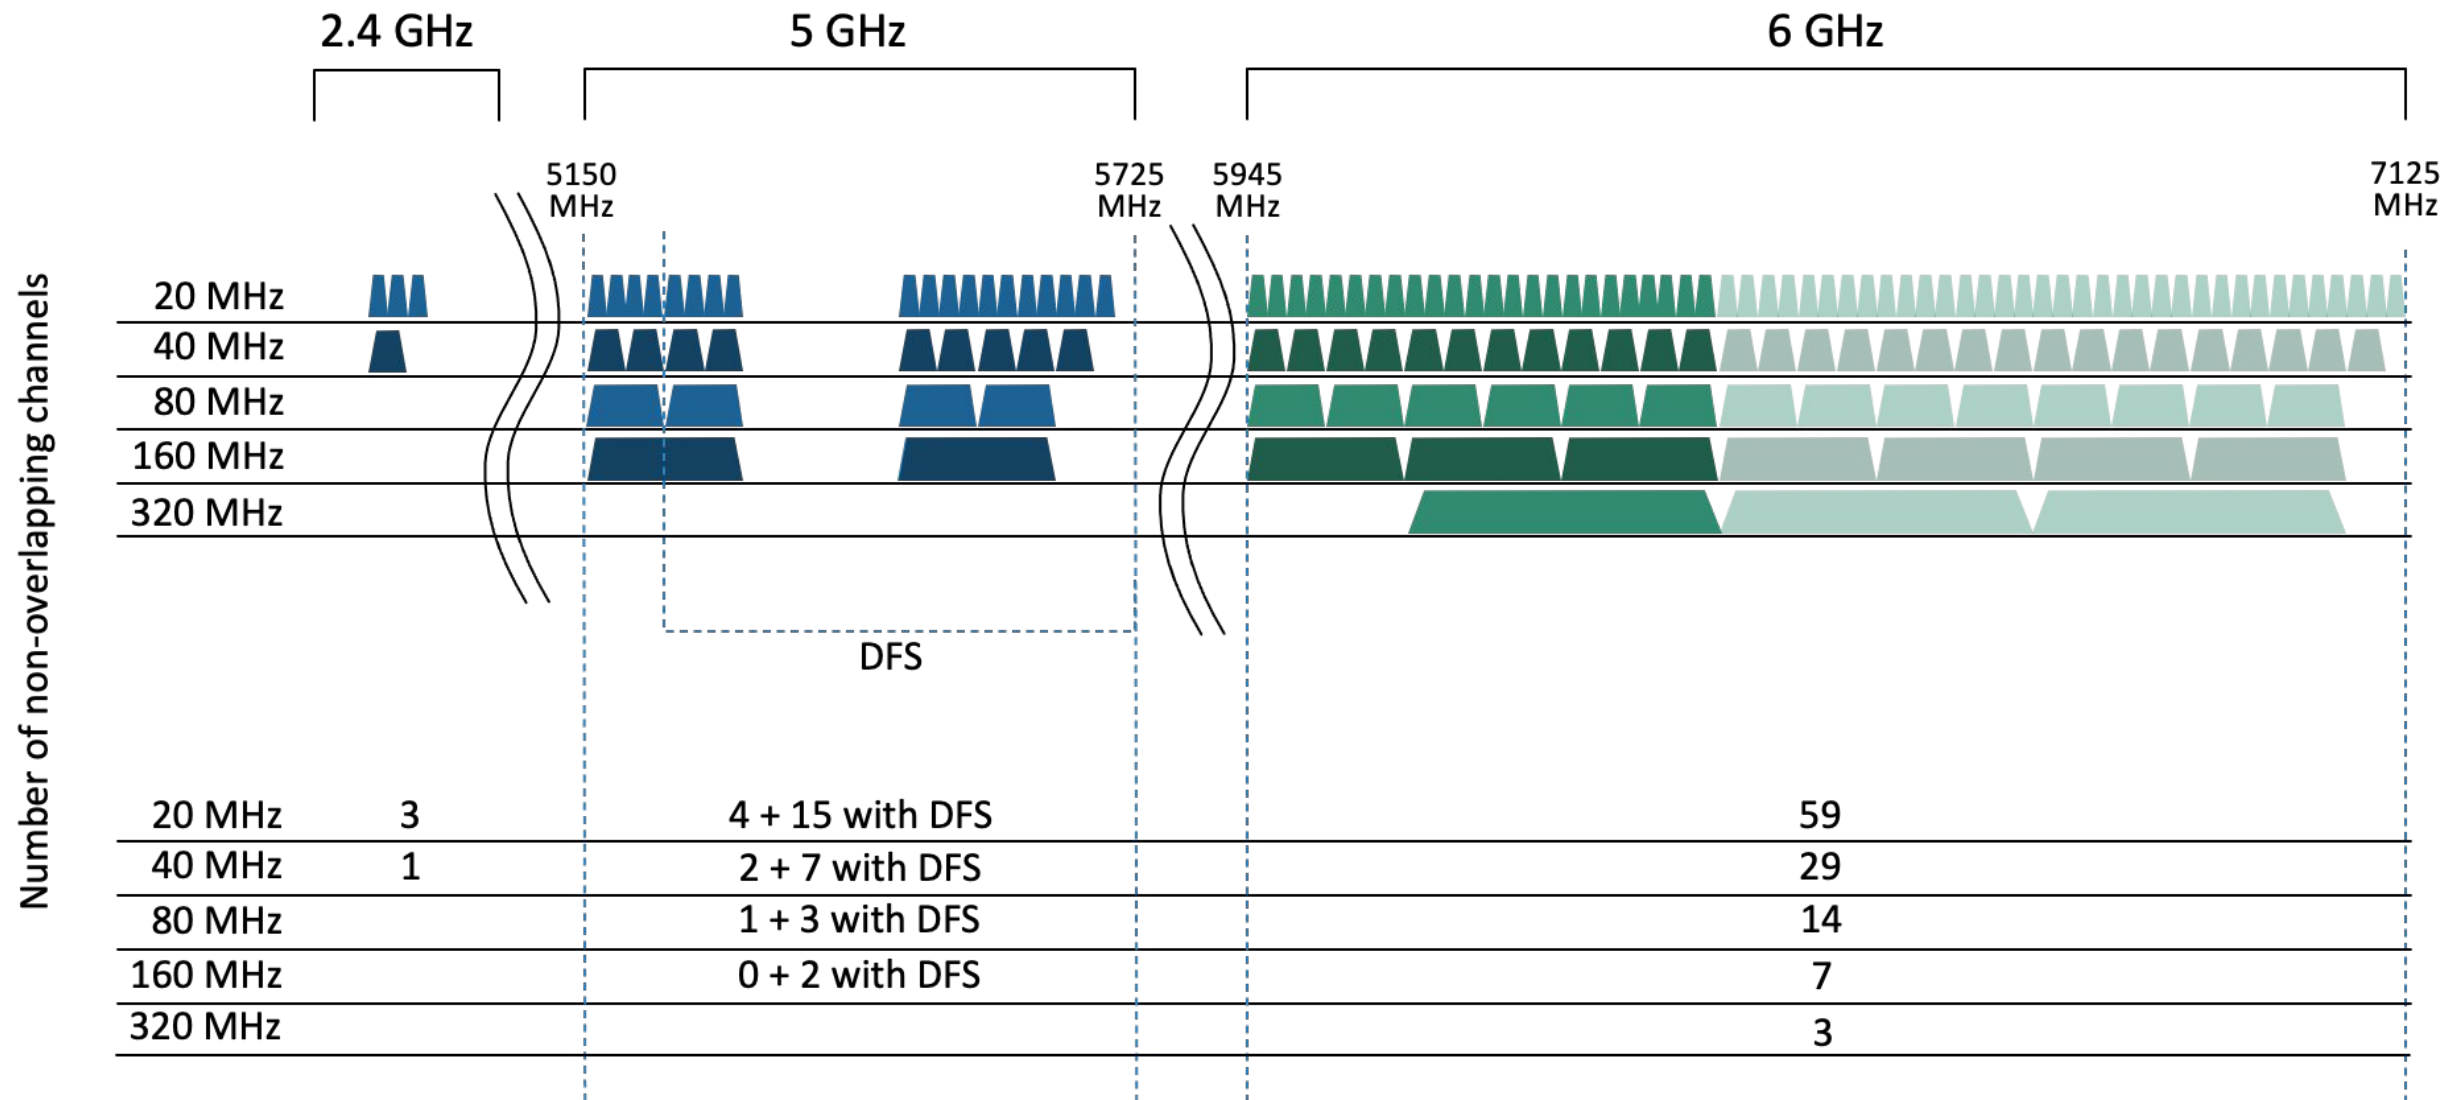 2.4 GHz
5 GHz
6 GHz
5150
MHz
5725
MHz
5945
MHz
7125
MHz
Number of non-overlapping channels
20 MHz
40 MHz
80 MHz
160 MHz
320 MHz
DFS
20 MHz 3 4 + 15 with DFS 59
40 MHz 1 2 + 7 with DFS 29
80 MHz 1 + 3 with DFS 14
160 MHz 0 + 2 with DFS 7
320 MHz 3